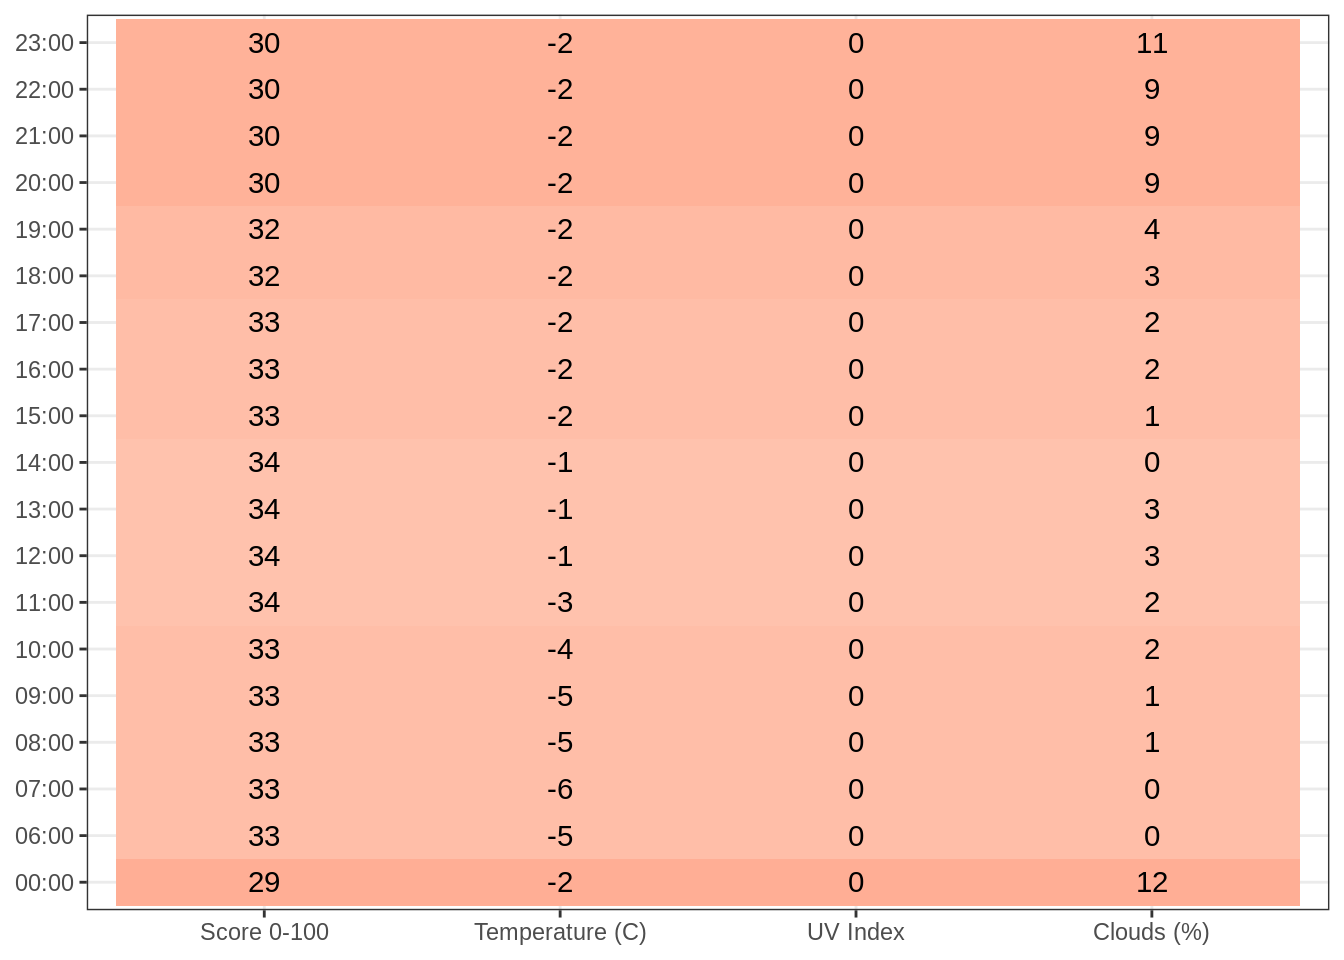 23:00 30 -2 0 11
22:00 30 -2 0 9
21:00 30 -2 0 9
20:00 30 -2 0 9
19:00 32 -2 0 4
18:00 32 -2 0 3
17:00 33 -2 0 2
16:00 33 -2 0 2
15:00 33 -2 0 1
14:00 34 -1 0 0
13:00 34 -1 0 3
12:00 34 -1 0 3
11:00 34 -3 0 2
10:00 33 -4 0 2
09:00 33 -5 0 1
08:00 33 -5 0 1
07:00 33 -6 0 0
06:00 33 -5 0 0
00:00 29 -2 0 12
Score 0-100 Temperature (C) UV Index Clouds (%)